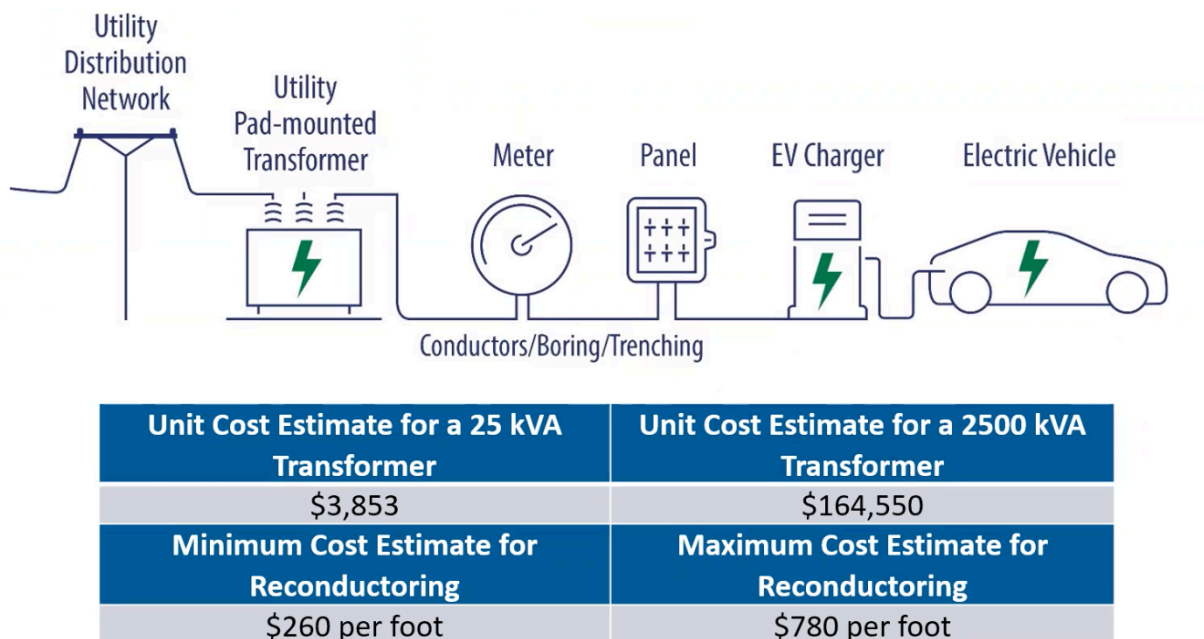 Utility
Distribution
Network
Utility
Pad-mounted
Transformer
Meter
Panel
EV Charger
Electric Vehicle
Conductors/Boring/Trenching
Unit Cost Estimate for a 25 kVA
Transformer
Unit Cost Estimate for a 2500 kVA
Transformer
$3,853
$164,550
Minimum Cost Estimate for
Reconductoring
Maximum Cost Estimate for
Reconductoring
$260 per foot
$780 per foot